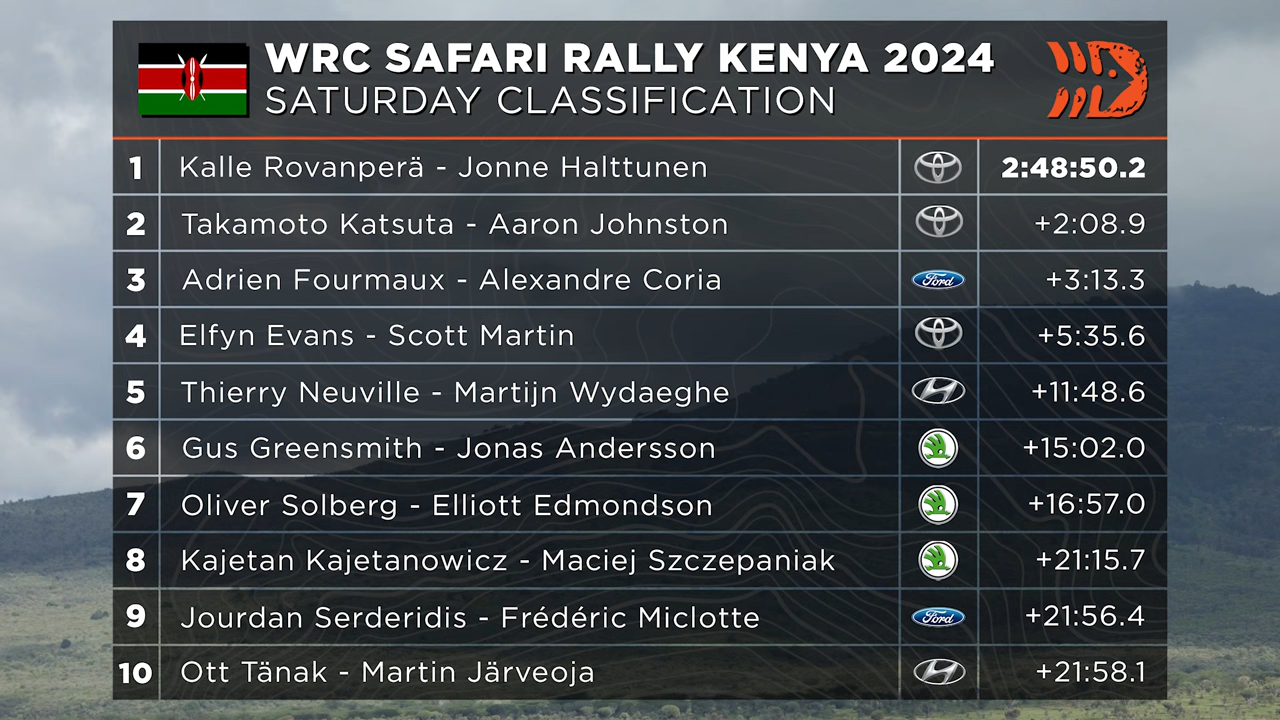 WRC SAFARI RALLY KENYA 2024
SATURDAY CLASSIFICATION
1 Kalle Rovanperä - Jonne Halttunen 2:48:50.2
2 Takamoto Katsuta - Aaron Johnston +2:08.9
3 Adrien Fourmaux - Alexandre Coria Ford +3:13.3
4 Elfyn Evans - Scott Martin +5:35.6
5 Thierry Neuville - Martijn Wydaeghe +11:48.6
6 Gus Greensmith - Jonas Andersson +15:02.0
7 Oliver Solberg - Elliott Edmondson +16:57.0
8 Kajetan Kajetanowicz - Maciej Szczepaniak +21:15.7
9 Jourdan Serderidis - Frédéric Miclotte Ford +21:56.4
10 Ott Tänak - Martin Järveoja +21:58.1